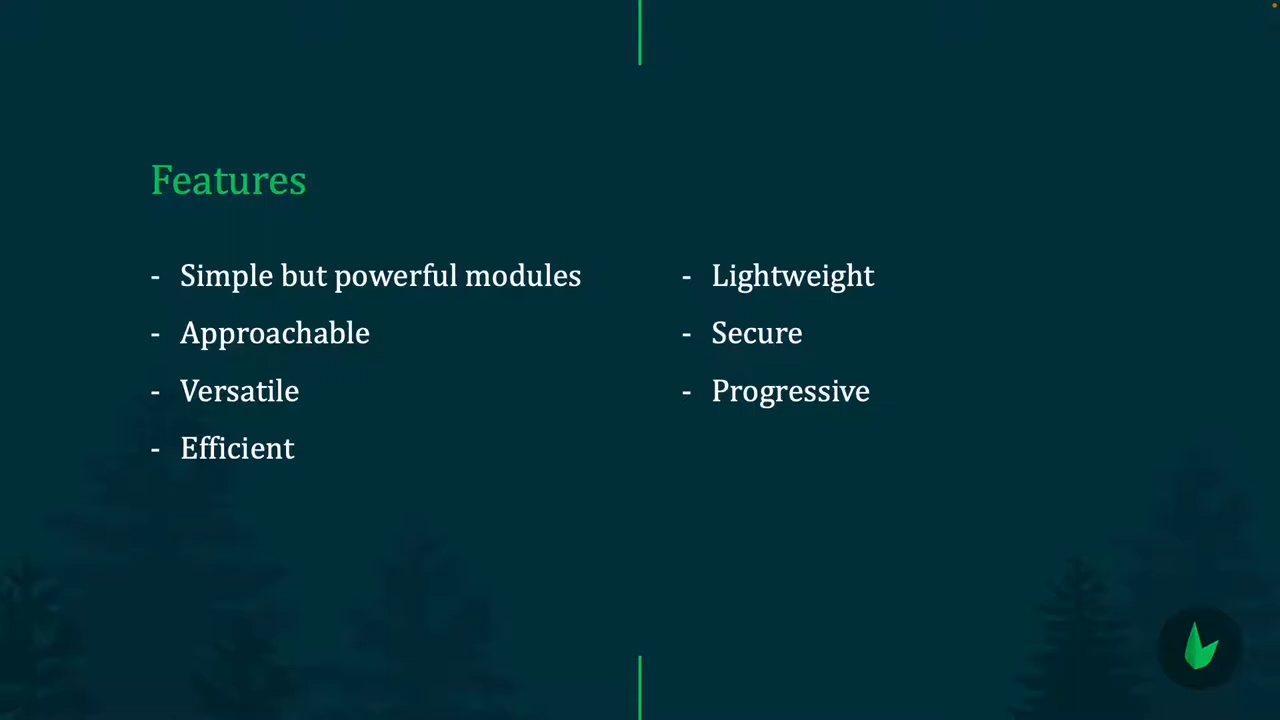 Features
- Simple but powerful modules
- Approachable
- Versatile
- Efficient
- Lightweight
- Secure
- Progressive